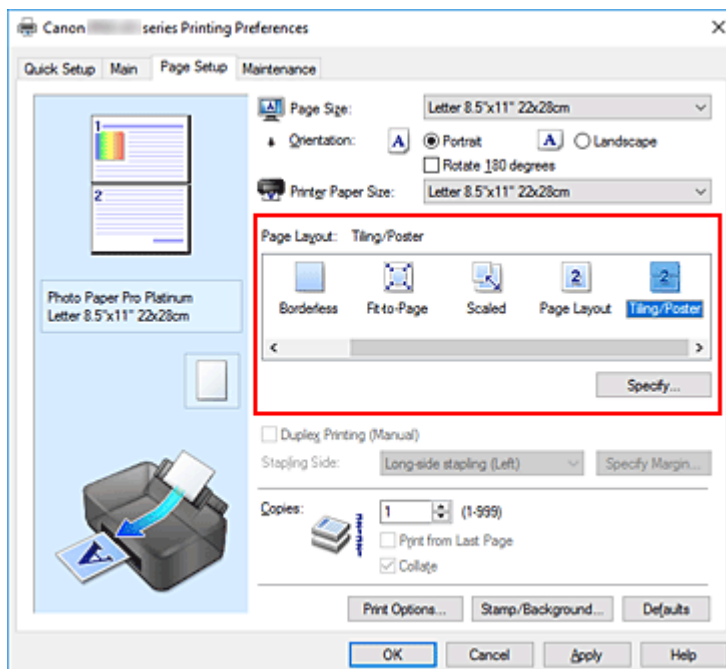 Canon series Printing Preferences
Quick Setup Main Page Setup Maintenance
1
2
Photo Paper Pro Platinum
Letter 8.5"x11" 22x28cm
Page Size: Letter 8.5"x11" 22x28cm
Orientation: A Portrait A Landscape
Rotate 180 degrees
Printer Paper Size: Letter 8.5"x11" 22x28cm
Page Layout: Tiling/Poster
2 2
Borderless Fit-to-Page Scaled Page Layout Tiling/Poster
Specify...
Duplex Printing (Manual)
Stapling Side: Long-side stapling (Left) Specify Margin...
Copies: 1 (1-999)
Print from Last Page
Collate
A
Print Options... Stamp/Background... Defaults
OK Cancel Apply Help